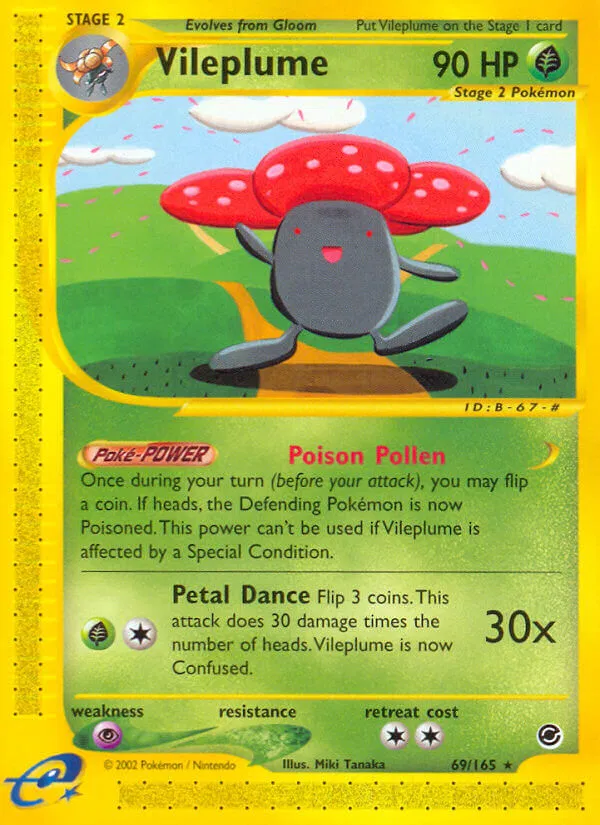 STAGE 2
Evolves from Gloom
Put Vileplume on the Stage 1 card
Vileplume
90 HP
Stage 2 Pokémon
ID:B-67-#
Poké-POWER
Poison Pollen
Once during your turn (before your attack), you may flip
a coin. If heads, the Defending Pokémon is now
Poisoned. This power can't be used if Vileplume is
affected by a Special Condition.
Petal Dance Flip 3 coins. This
attack does 30 damage times the
number of heads. Vileplume is now
Confused.
30x
weakness
resistance
retreat cost
© 2002 Pokémon / Nintendo
Illus. Miki Tanaka
69/165 ★
e